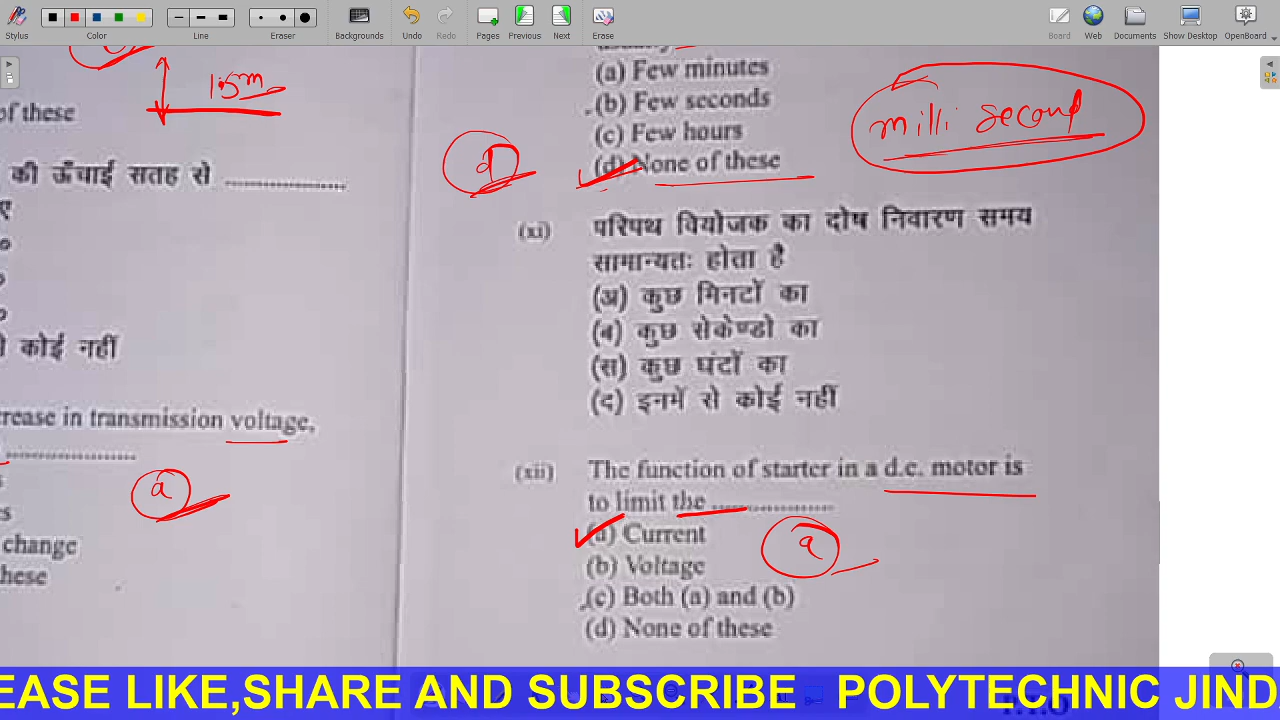 Stylus
Color
Line
Eraser
Backgrounds
Undo
Redo
Pages
Previous
Next
Erase
Board
Web
Documents
Show Desktop
OpenBoard
1.5m
of these
की ऊँचाई सतह से ....................
ए
कोई नहीं
crease in transmission voltage,
.....................
a
change
these
(a) Few minutes
(b) Few seconds
(c) Few hours
(d) None of these
d
milli second
(xi) परिपथ वियोजक का दोष निवारण समय
सामान्यतः होता है
(अ) कुछ मिनटों का
(ब) कुछ सेकेण्डो का
(स) कुछ घंटों का
(द) इनमें से कोई नहीं
(xii) The function of starter in a d.c. motor is
to limit the ....................
(a) Current
a
(b) Voltage
(c) Both (a) and (b)
(d) None of these
P.T.O
EASE LIKE,SHARE AND SUBSCRIBE POLYTECHNIC JIND